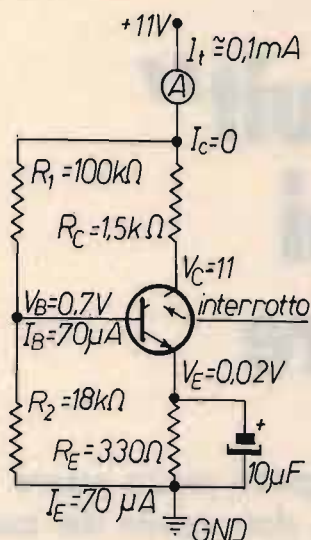 +11V
I_t ≅ 0,1mA
A
I_C=0
R_1=100kΩ
R_C=1,5kΩ
V_C=11
V_B=0,7V
interrotto
I_B=70µA
V_E=0,02V
R_2=18kΩ
R_E=330Ω
+
10µF
I_E=70 µA
GND